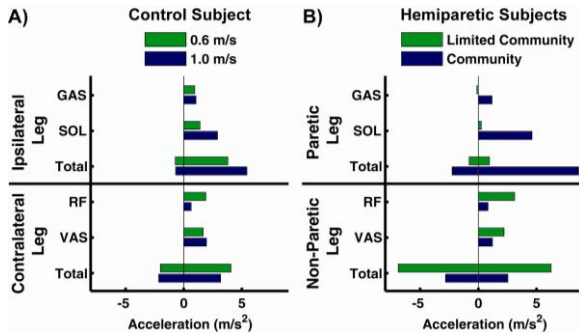 A) Control Subject
0.6 m/s
1.0 m/s
Ipsilateral Leg
GAS
SOL
Total
Contralateral Leg
RF
VAS
Total
-5 0 5
Acceleration (m/s²)
B) Hemiparetic Subjects
Limited Community
Community
Paretic Leg
GAS
SOL
Total
Non-Paretic Leg
RF
VAS
Total
-5 0 5
Acceleration (m/s²)